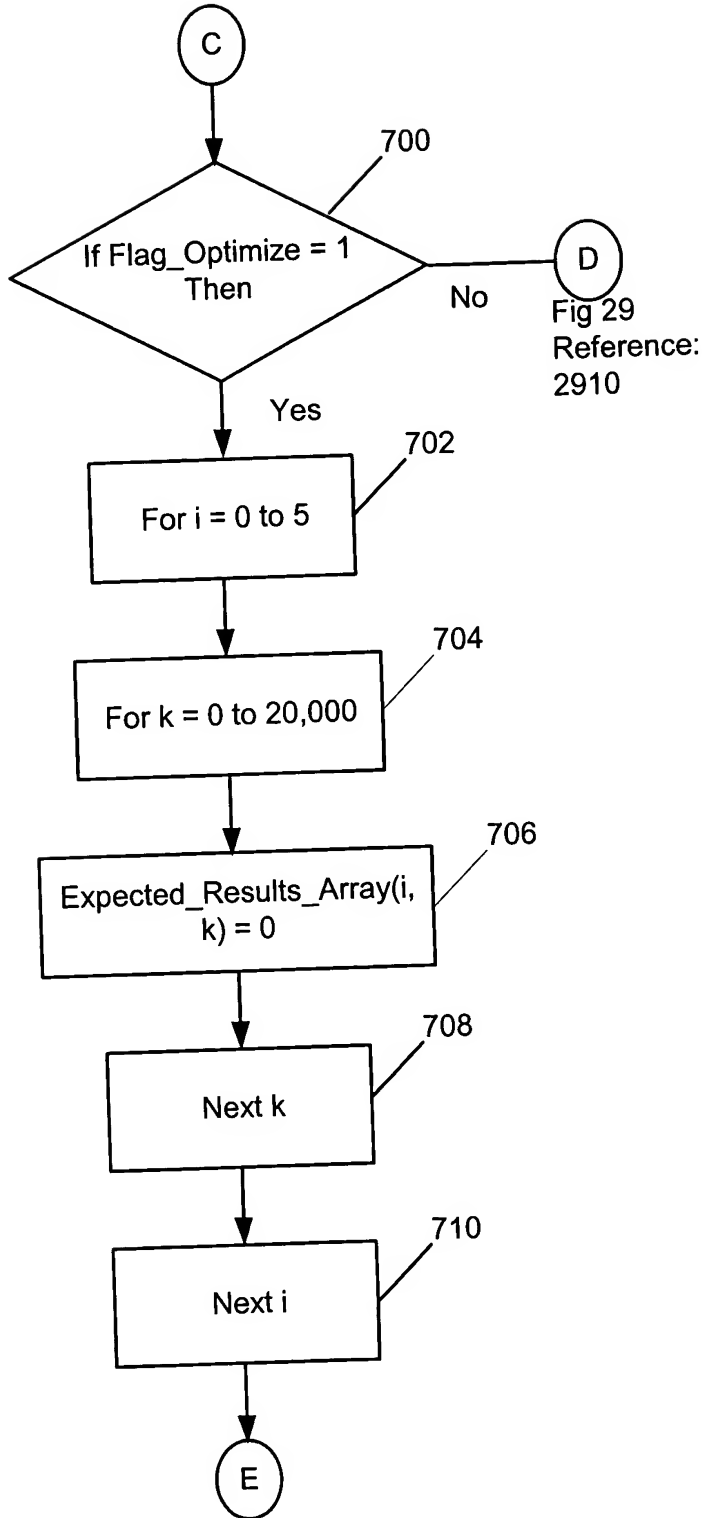 C
700
If Flag_Optimize = 1
Then
No
D
Fig 29
Reference:
2910
Yes
702
For i = 0 to 5
704
For k = 0 to 20,000
706
Expected_Results_Array(i,
k) = 0
708
Next k
710
Next i
E